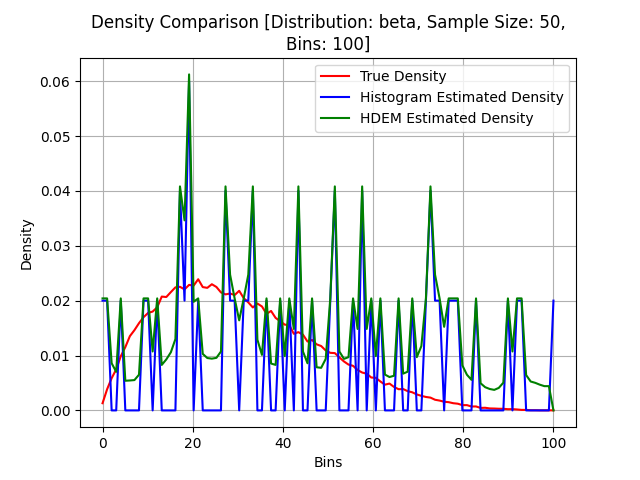 Density Comparison [Distribution: beta, Sample Size: 50,
Bins: 100]
True Density
Histogram Estimated Density
HDEM Estimated Density
Density
0.06
0.05
0.04
0.03
0.02
0.01
0.00
0 20 40 60 80 100
Bins